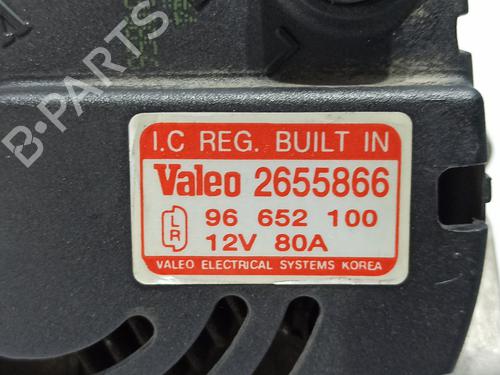 B-PARTS
I.C REG. BUILT IN
Valeo 2655866
LR 96 652 100
12V 80A
VALEO ELECTRICAL SYSTEMS KOREA